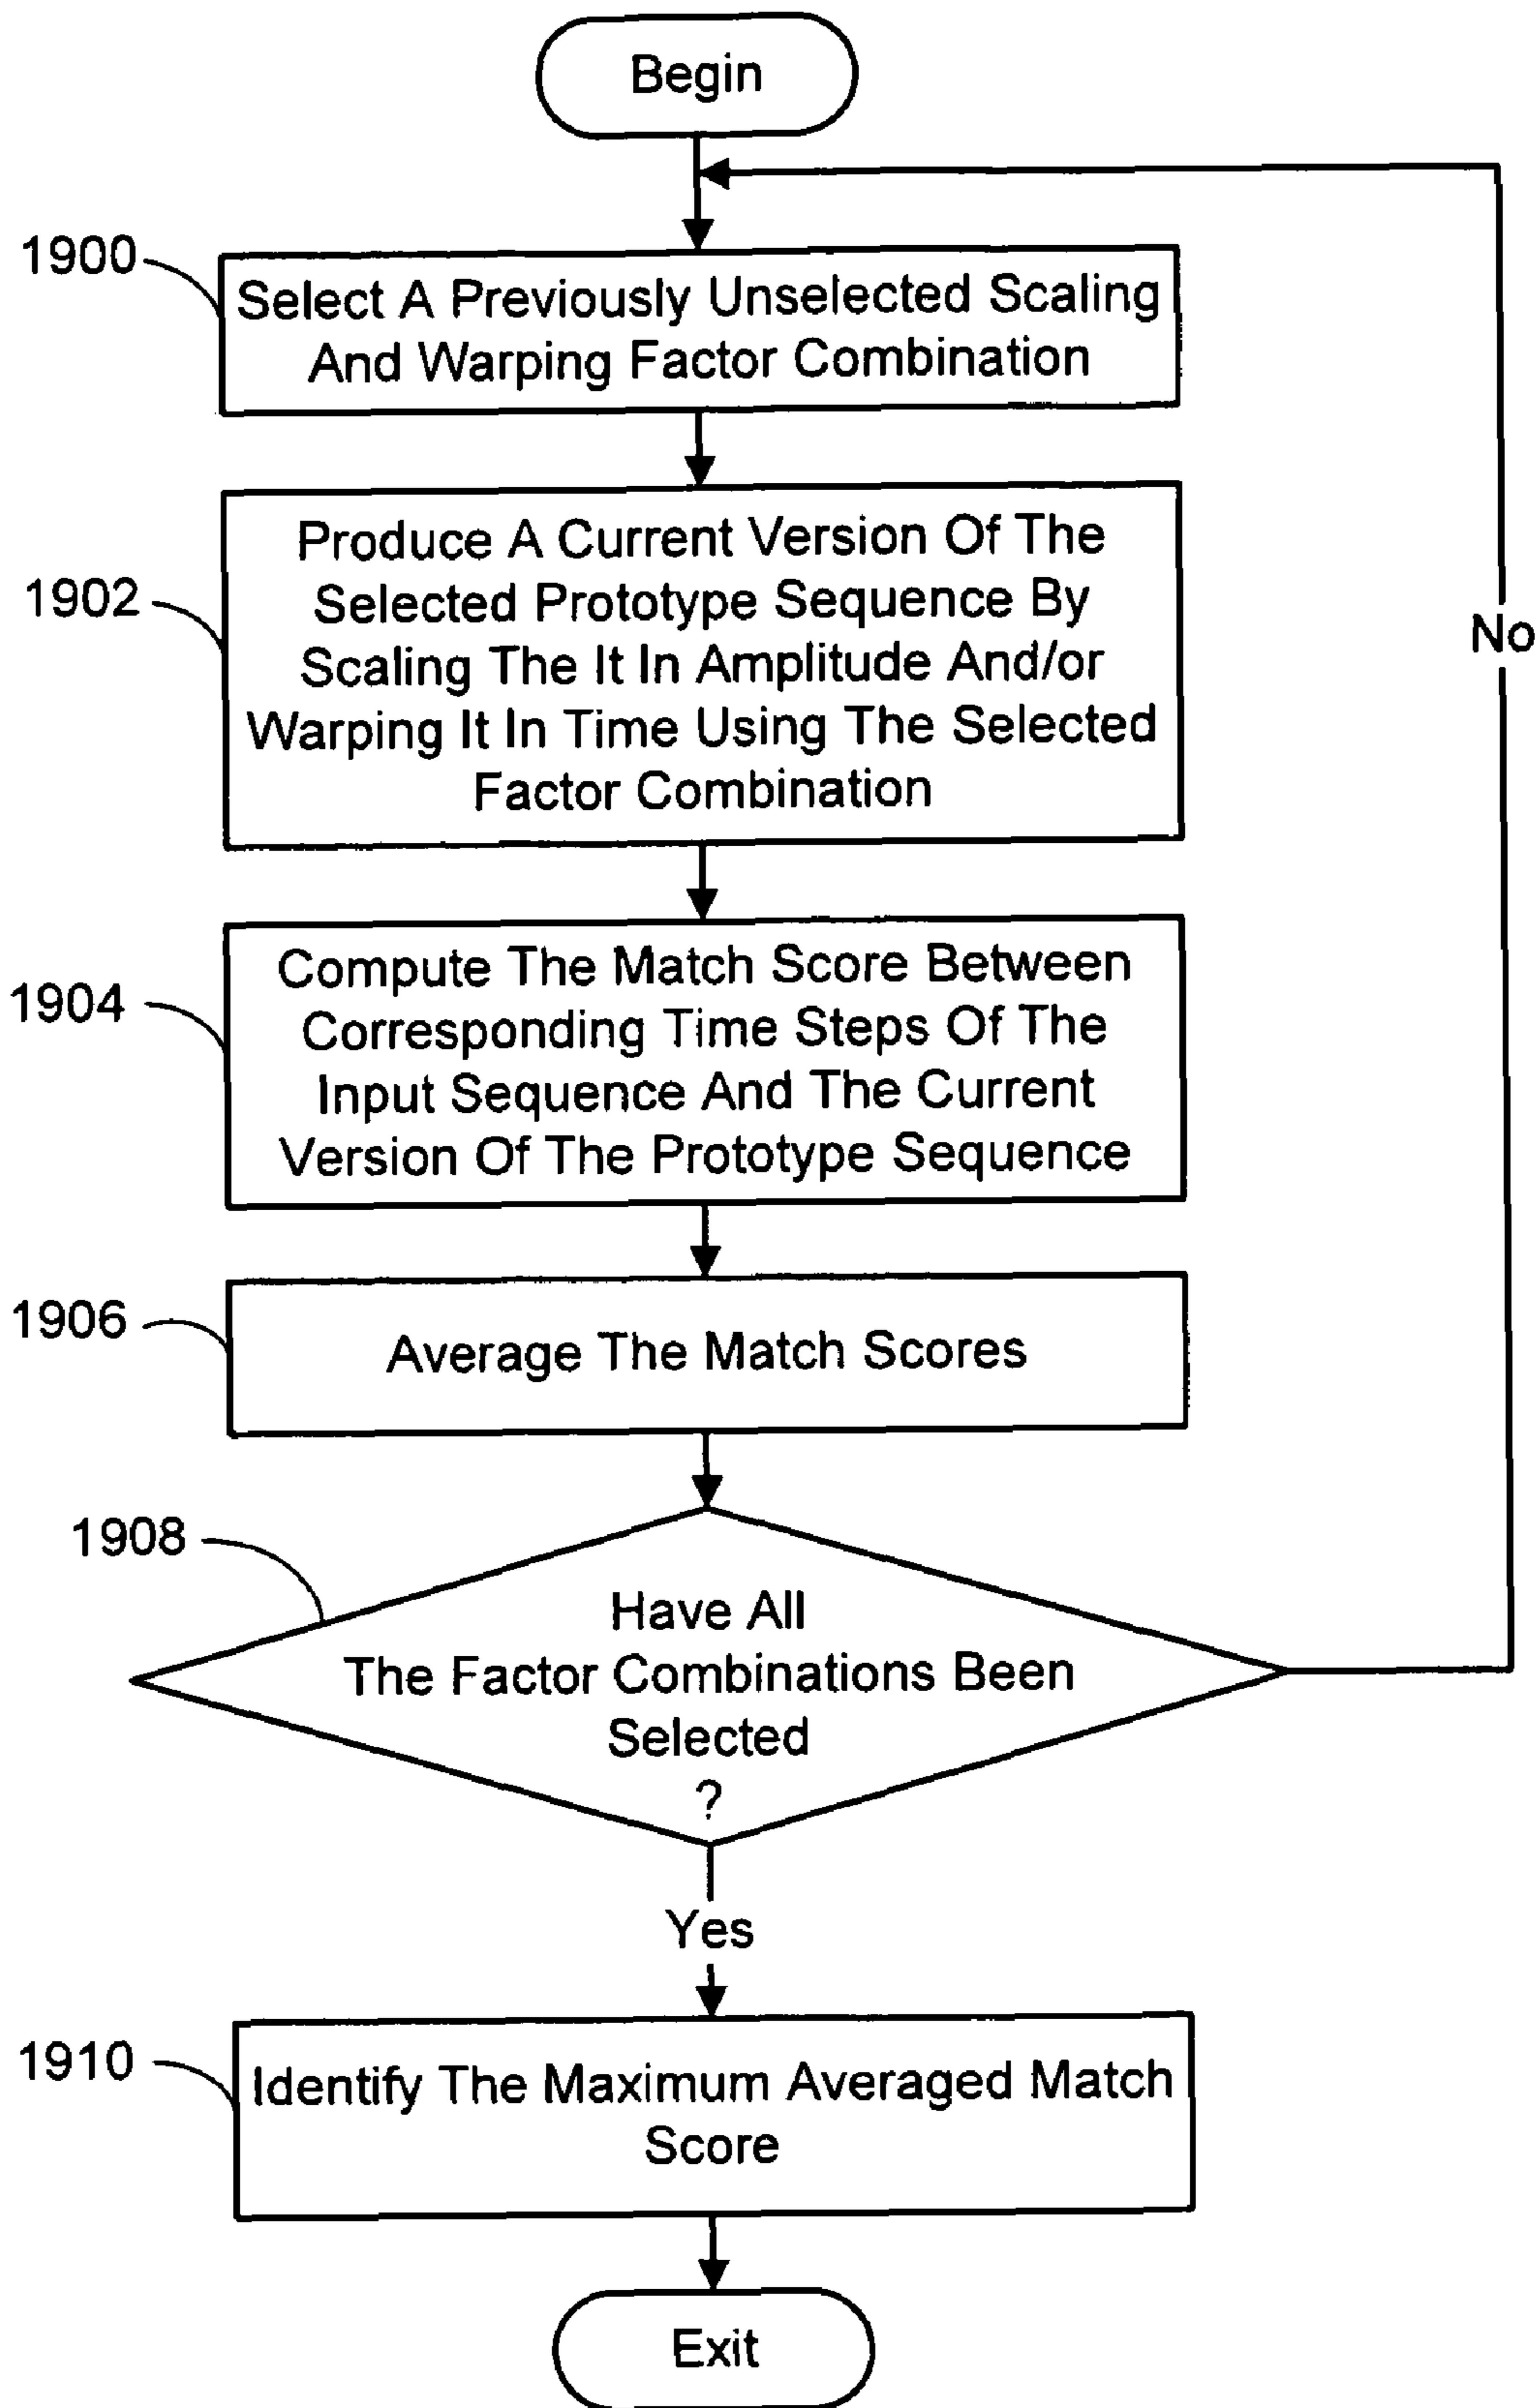 Begin
1900
Select A Previously Unselected Scaling
And Warping Factor Combination
1902
Produce A Current Version Of The
Selected Prototype Sequence By
Scaling The It In Amplitude And/or
Warping It In Time Using The Selected
Factor Combination
No
1904
Compute The Match Score Between
Corresponding Time Steps Of The
Input Sequence And The Current
Version Of The Prototype Sequence
1906
Average The Match Scores
1908
Have All
The Factor Combinations Been
Selected
?
Yes
1910
Identify The Maximum Averaged Match
Score
Exit